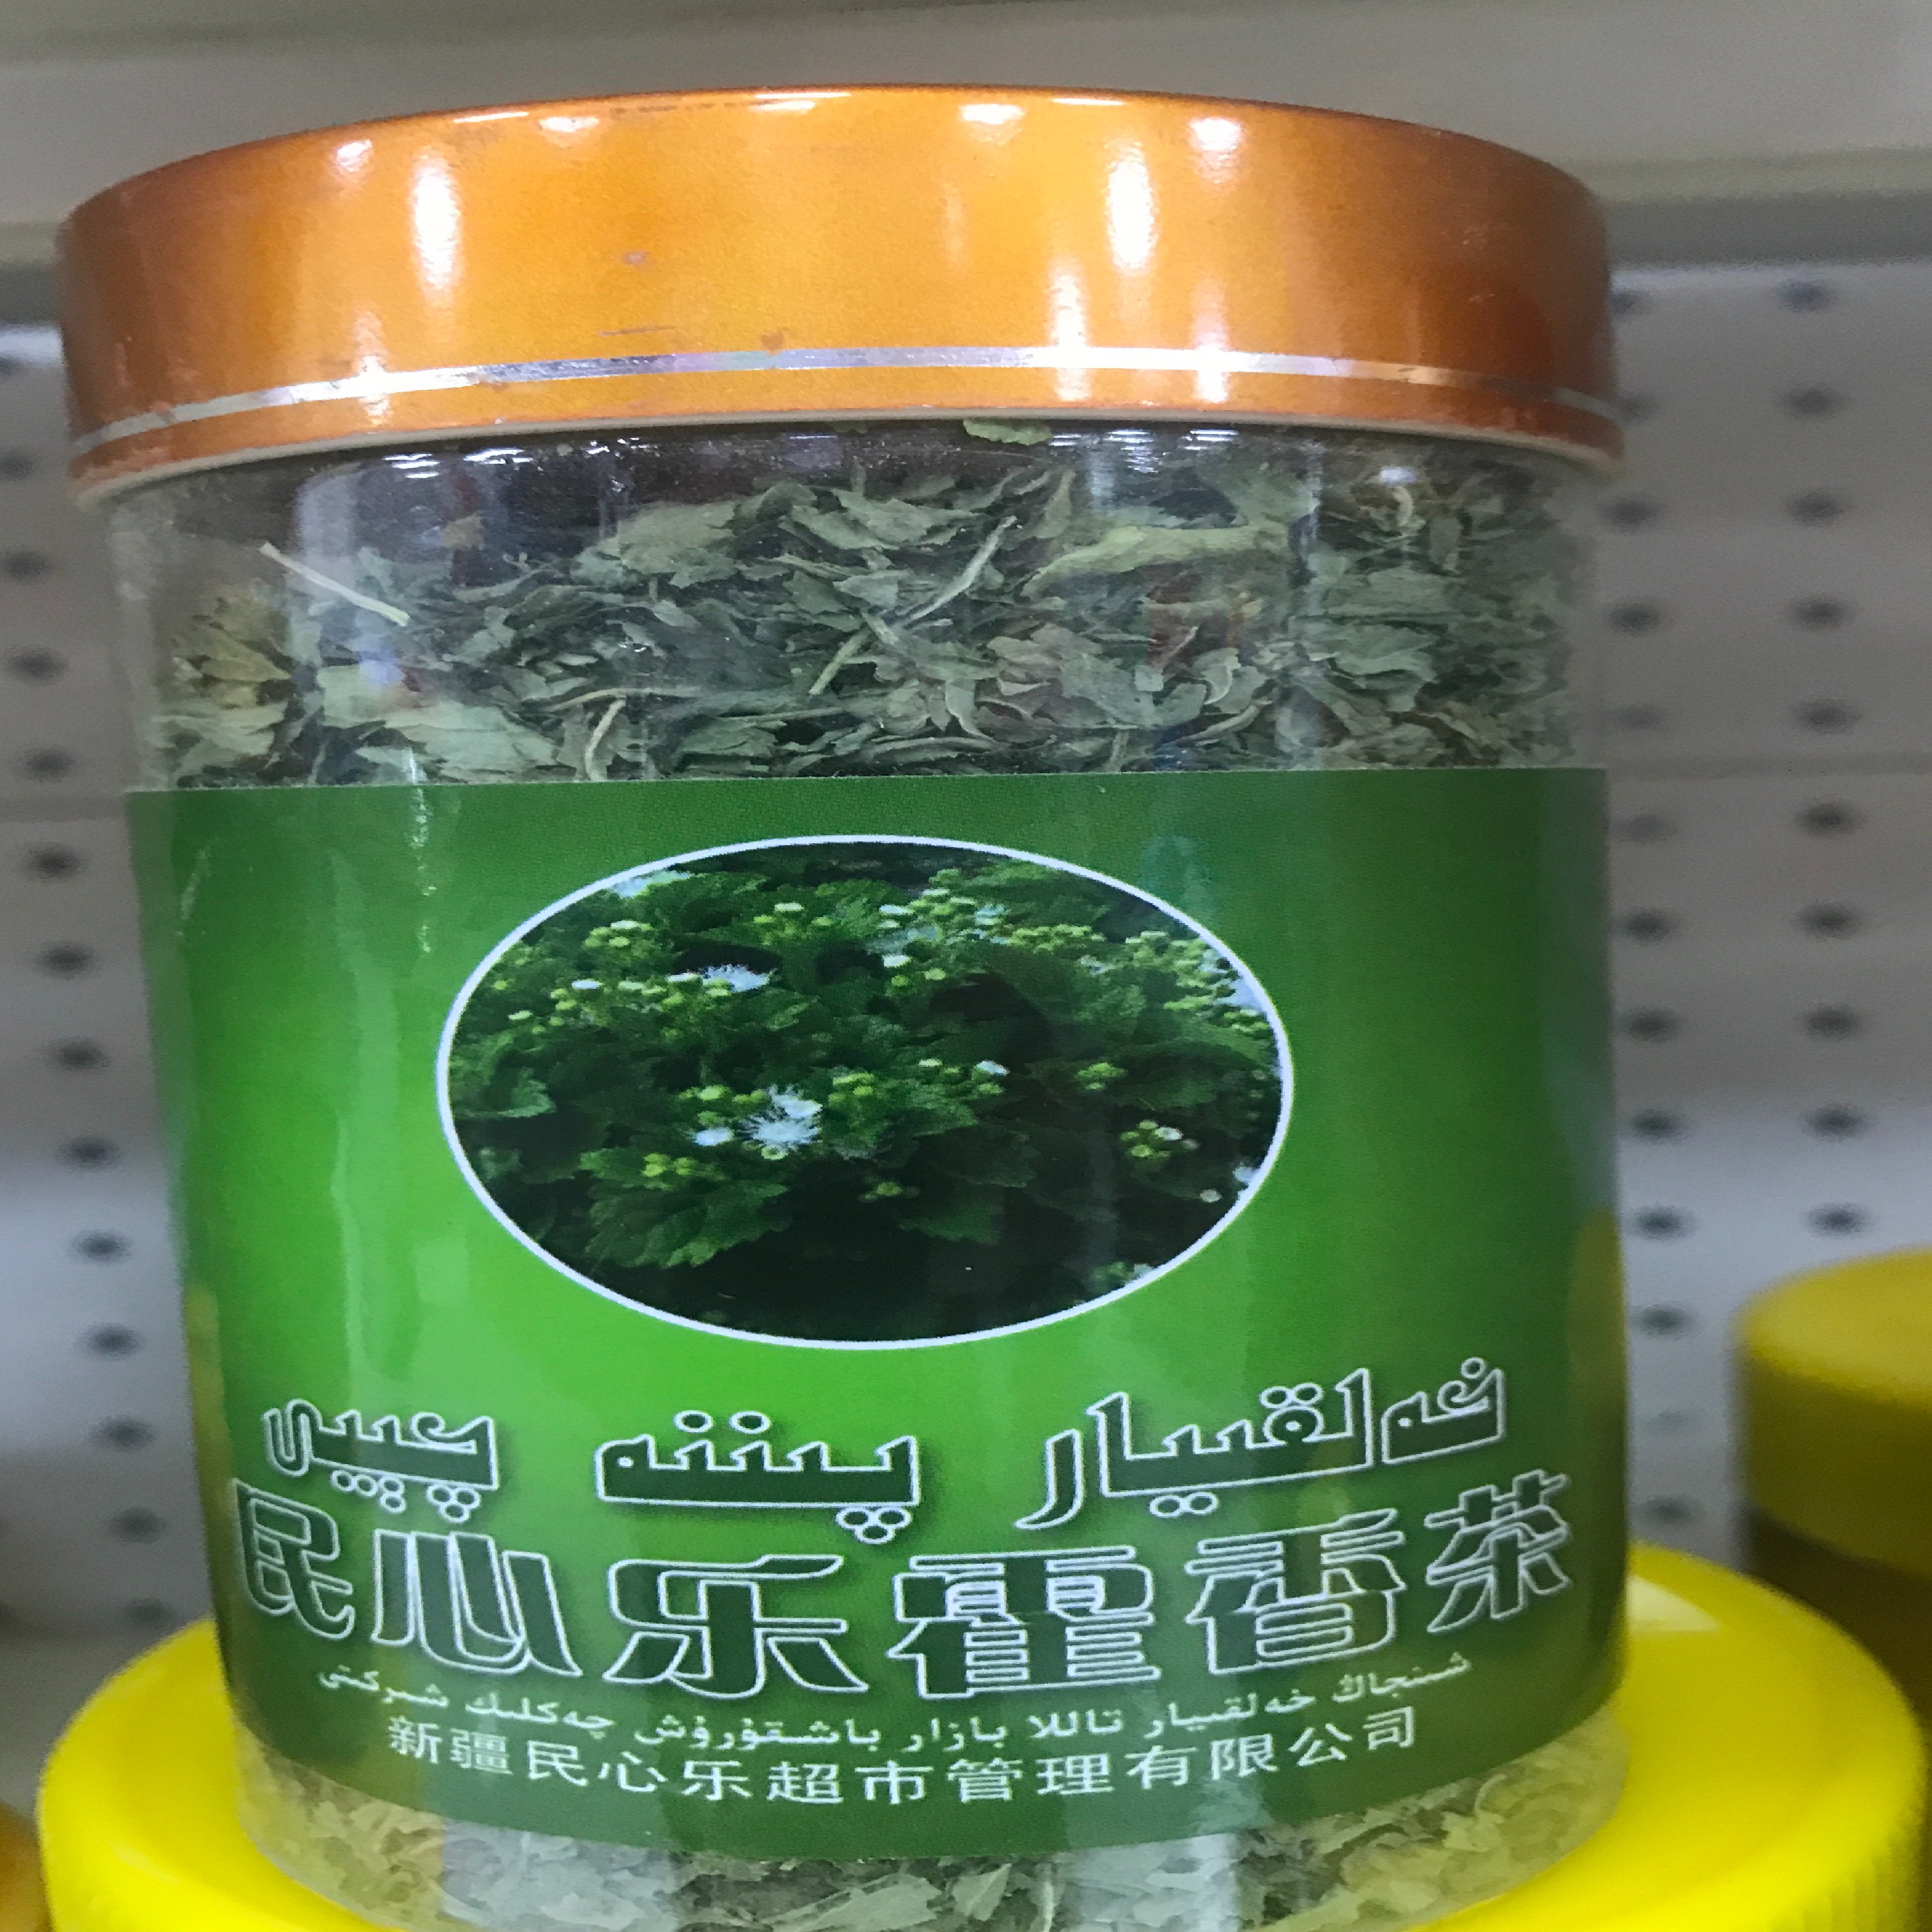 خەلقىيار پىننە چىيى
民心乐霍香茶
شىنجاڭ خەلقىيار تاللا بازار باشقۇرۇش چەكلىك شىركىتى
新疆民心乐超市管理有限公司